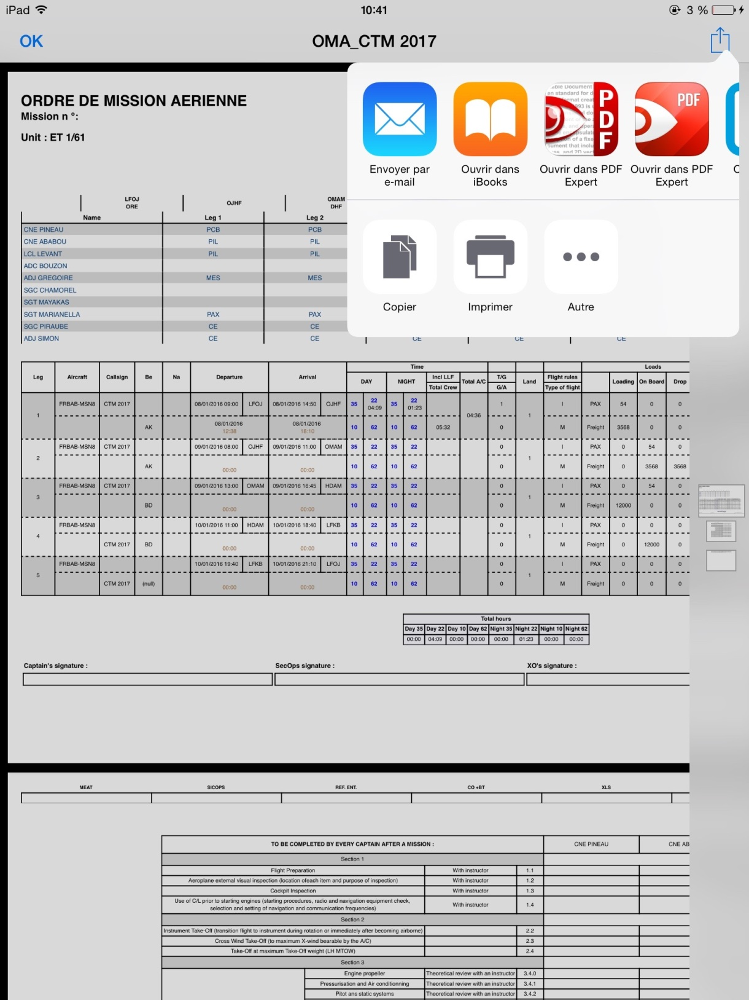 iPad 10:41 3 %
OK OMA_CTM 2017
ORDRE DE MISSION AERIENNE
Mission n °:
Unit : ET 1/61
Envoyer par e-mail
Ouvrir dans iBooks
Ouvrir dans PDF Expert
Ouvrir dans PDF Expert
PDF
PDF
Copier
Imprimer
Autre
LFOJ OJHF OMAM
ORE DHF
Name Leg 1 Leg 2
CNE PINEAU PCB PCB
CNE ABABOU PIL PIL
LCL LEVANT PIL PIL
ADC BOUZON
ADJ GREGOIRE MES MES
SGC CHAMOREL
SGT MAYAKAS
SGT MARIANELLA PAX PAX
SGC PIRAUBE CE CE
ADJ SIMON CE CE CE CE CE
Time Loads
Leg Aircraft Callsign Be Na Departure Arrival DAY NIGHT Incl LLF Total Crew Total A/C T/G G/A Land Flight rules Type of flight Loading On Board Drop
1 FRBAB-MSN8 CTM 2017 08/01/2016 09:00 LFOJ 08/01/2016 14:50 OJHF 35 22 04:09 35 22 01:23 04:36 1 1 I PAX 54 0 0
AK 08/01/2016 12:38 08/01/2016 18:10 10 62 10 62 05:32 0 M Freight 3568 0 0
2 FRBAB-MSN8 CTM 2017 09/01/2016 08:00 OJHF 09/01/2016 11:00 OMAM 35 22 35 22 0 1 I PAX 0 54 0
AK 00:00 00:00 10 62 10 62 0 M Freight 0 3568 3568
3 FRBAB-MSN8 CTM 2017 09/01/2016 13:00 OMAM 09/01/2016 16:45 HDAM 35 22 35 22 0 1 I PAX 0 54 0
BD 00:00 00:00 10 62 10 62 0 M Freight 12000 0 0
4 FRBAB-MSN8 10/01/2016 11:00 HDAM 10/01/2016 18:40 LFKB 35 22 35 22 0 1 I PAX 0 0 0
CTM 2017 BD 00:00 00:00 10 62 10 62 0 M Freight 0 12000 0
5 FRBAB-MSN8 10/01/2016 19:40 LFKB 10/01/2016 21:10 LFOJ 35 22 35 22 0 1 I PAX 0 0 0
CTM 2017 (null) 00:00 00:00 10 62 10 62 0 M Freight 0 0 0
Total hours
Day 35 Day 22 Day 10 Day 62 Night 35 Night 22 Night 10 Night 62
00:00 04:09 00:00 00:00 00:00 01:23 00:00 00:00
Captain's signature : SecOps signature : XO's signature :
MEAT SICOPS REF. ENT. CO +BT XLS
TO BE COMPLETED BY EVERY CAPTAIN AFTER A MISSION : CNE PINEAU CNE AB
Section 1
Flight Preparation With instructor 1.1
Aeroplane external visual inspection (location ofeach item and purpose of inspection) With instructor 1.2
Cockpit Inspection With instructor 1.3
Use of C/L prior to starting engines (starting procedures, radio and navigation equipment check,
selection and setting of navigation and communication frequencies) With instructor 1.4
Section 2
Instrument Take-Off (transition flight to instrument during rotation or immediately after becoming airborne) 2.2
Cross Wind Take-Off (to maximum X-wind bearable by the A/C) 2.3
Take-Off at maximum Take-Off weight (LH MTOW) 2.4
Section 3
Engine propeller Theoretical review with an instructor 3.4.0
Pressurisation and Air conditionning Theoretical review with an instructor 3.4.1
Pitot ans static systems Theoretical review with an instructor 3.4.2